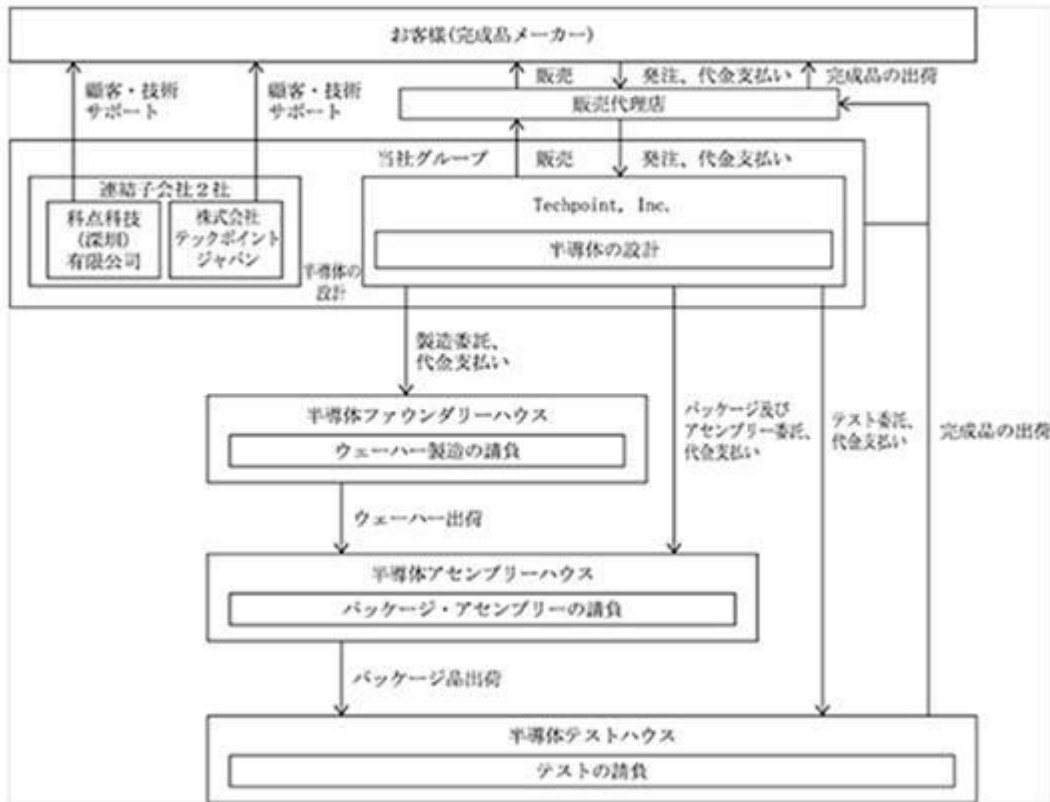 お客様(完成品メーカー)
顧客・技術
サポート
顧客・技術
サポート
販売
発注、代金支払い
完成品の出荷
販売代理店
当社グループ
販売
発注、代金支払い
連結子会社2社
科点科技
(深圳)
有限公司
株式会社
テックポイント
ジャパン
半導体の
設計
Techpoint, Inc.
半導体の設計
製造委託、
代金支払い
半導体ファウンダリーハウス
ウェーハー製造の請負
パッケージ及び
アセンブリー委託、
代金支払い
テスト委託、
代金支払い
完成品の出荷
ウェーハー出荷
半導体アセンブリーハウス
パッケージ・アセンブリーの請負
パッケージ品出荷
半導体テストハウス
テストの請負